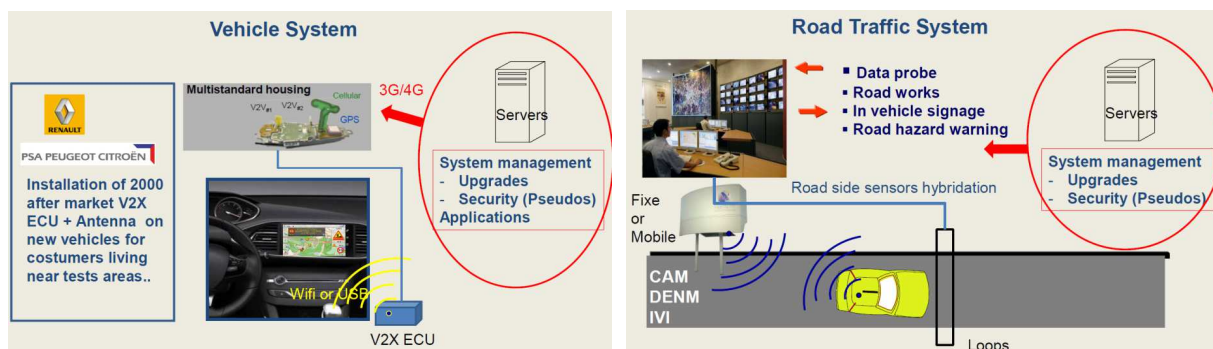 Vehicle System
RENAULT
PSA PEUGEOT CITROËN
Installation of 2000
after market V2X
ECU + Antenna on
new vehicles for
costumers living
near tests areas..
Multistandard housing
V2V#1
V2V#2
Cellular
GPS
3G/4G
Servers
System management
- Upgrades
- Security (Pseudos)
Applications
Wifi or USB
V2X ECU
Road Traffic System
▪ Data probe
▪ Road works
▪ In vehicle signage
▪ Road hazard warning
Servers
System management
- Upgrades
- Security (Pseudos)
Road side sensors hybridation
Fixe
or
Mobile
CAM
DENM
IVI
Loops